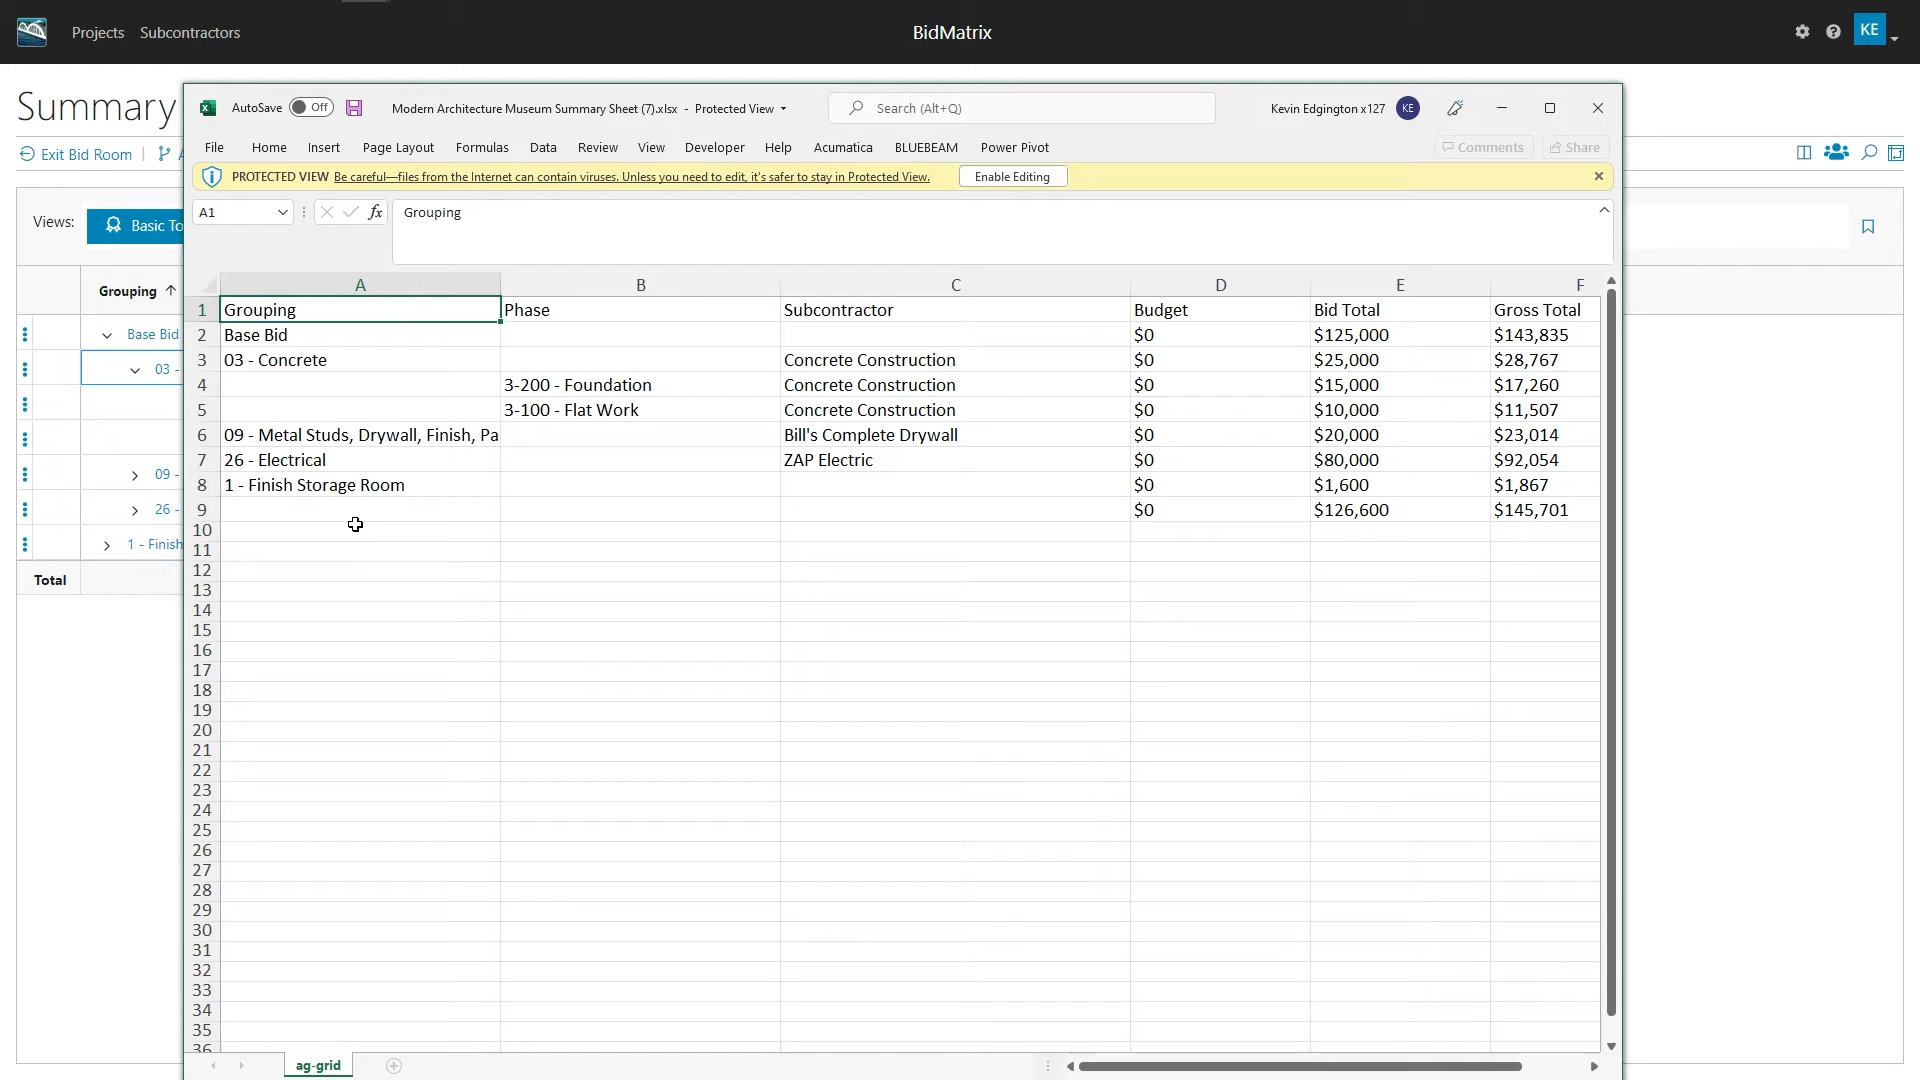 Projects Subcontractors BidMatrix KE
Summary
Exit Bid Room
Views: Basic To
Grouping
Base Bid
03 -
09 -
26 -
1 - Finish
Total
AutoSave Off Modern Architecture Museum Summary Sheet (7).xlsx - Protected View Search (Alt+Q) Kevin Edgington x127 KE
File Home Insert Page Layout Formulas Data Review View Developer Help Acumatica BLUEBEAM Power Pivot Comments Share
PROTECTED VIEW Be careful—files from the Internet can contain viruses. Unless you need to edit, it's safer to stay in Protected View. Enable Editing
A1 fx Grouping
A B C D E F
1 Grouping Phase Subcontractor Budget Bid Total Gross Total
2 Base Bid $0 $125,000 $143,835
3 03 - Concrete Concrete Construction $0 $25,000 $28,767
4 3-200 - Foundation Concrete Construction $0 $15,000 $17,260
5 3-100 - Flat Work Concrete Construction $0 $10,000 $11,507
6 09 - Metal Studs, Drywall, Finish, Pa Bill's Complete Drywall $0 $20,000 $23,014
7 26 - Electrical ZAP Electric $0 $80,000 $92,054
8 1 - Finish Storage Room $0 $1,600 $1,867
9 $0 $126,600 $145,701
10
11
12
13
14
15
16
17
18
19
20
21
22
23
24
25
26
27
28
29
30
31
32
33
34
35
36
ag-grid